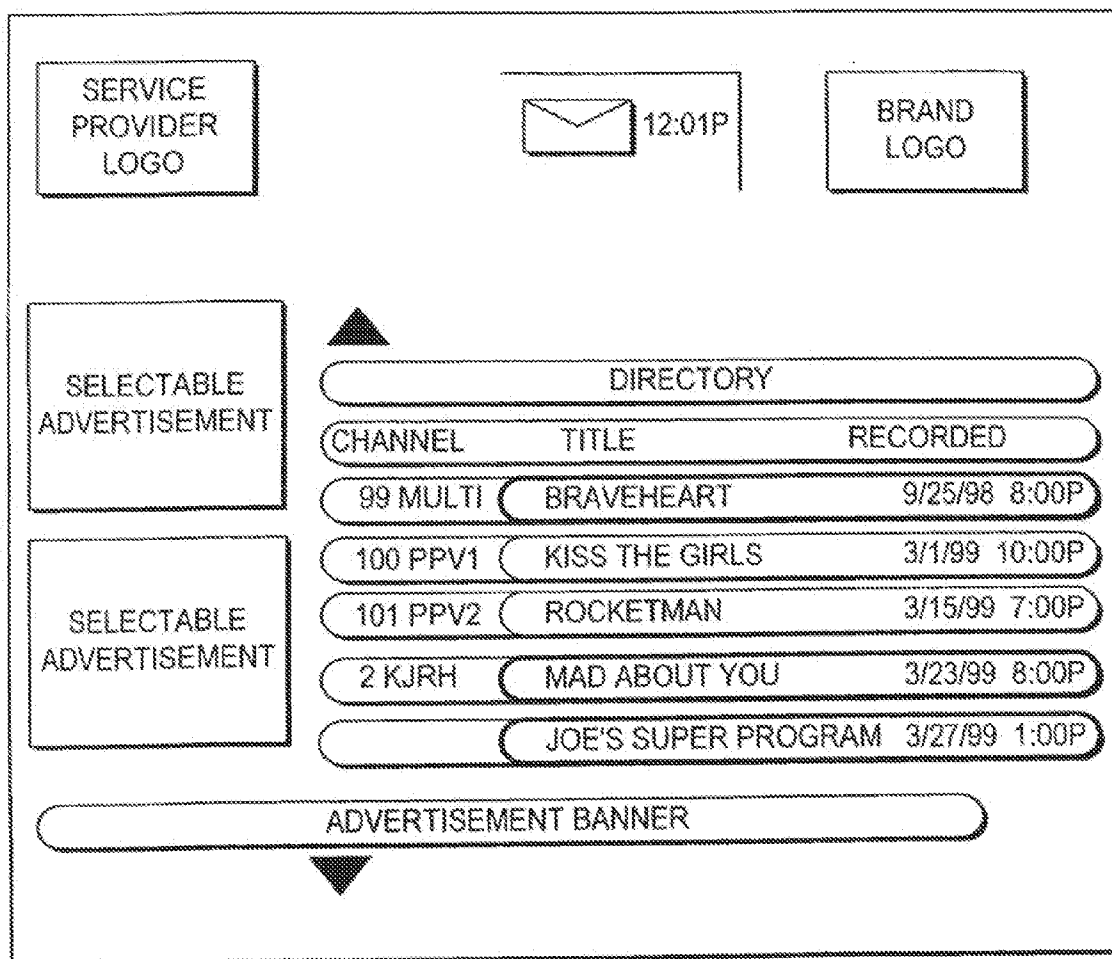 SERVICE
PROVIDER
LOGO
12:01P
BRAND
LOGO
SELECTABLE
ADVERTISEMENT
SELECTABLE
ADVERTISEMENT
DIRECTORY
CHANNEL TITLE RECORDED
99 MULTI BRAVEHEART 9/25/98 8:00P
100 PPV1 KISS THE GIRLS 3/1/99 10:00P
101 PPV2 ROCKETMAN 3/15/99 7:00P
2 KJRH MAD ABOUT YOU 3/23/99 8:00P
JOE'S SUPER PROGRAM 3/27/99 1:00P
ADVERTISEMENT BANNER